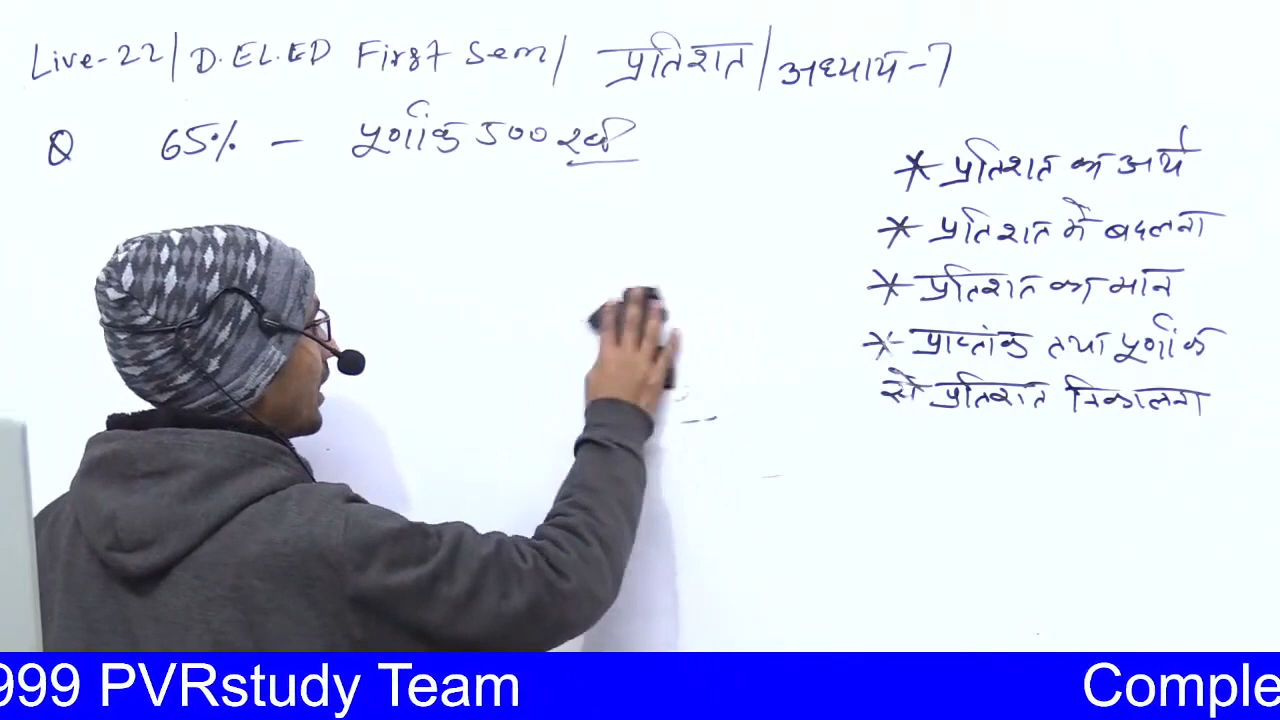 Live-22 / D.EL.ED First Sem / प्रतिशत / अध्याय-7
Q 65% - पूर्णांक 500
* प्रतिशत का अर्थ
* प्रतिशत में बदलना
* प्रतिशत का मान
* प्राप्तांक तथा पूर्णांक
से प्रतिशत निकालना
999 PVRstudy Team Comple